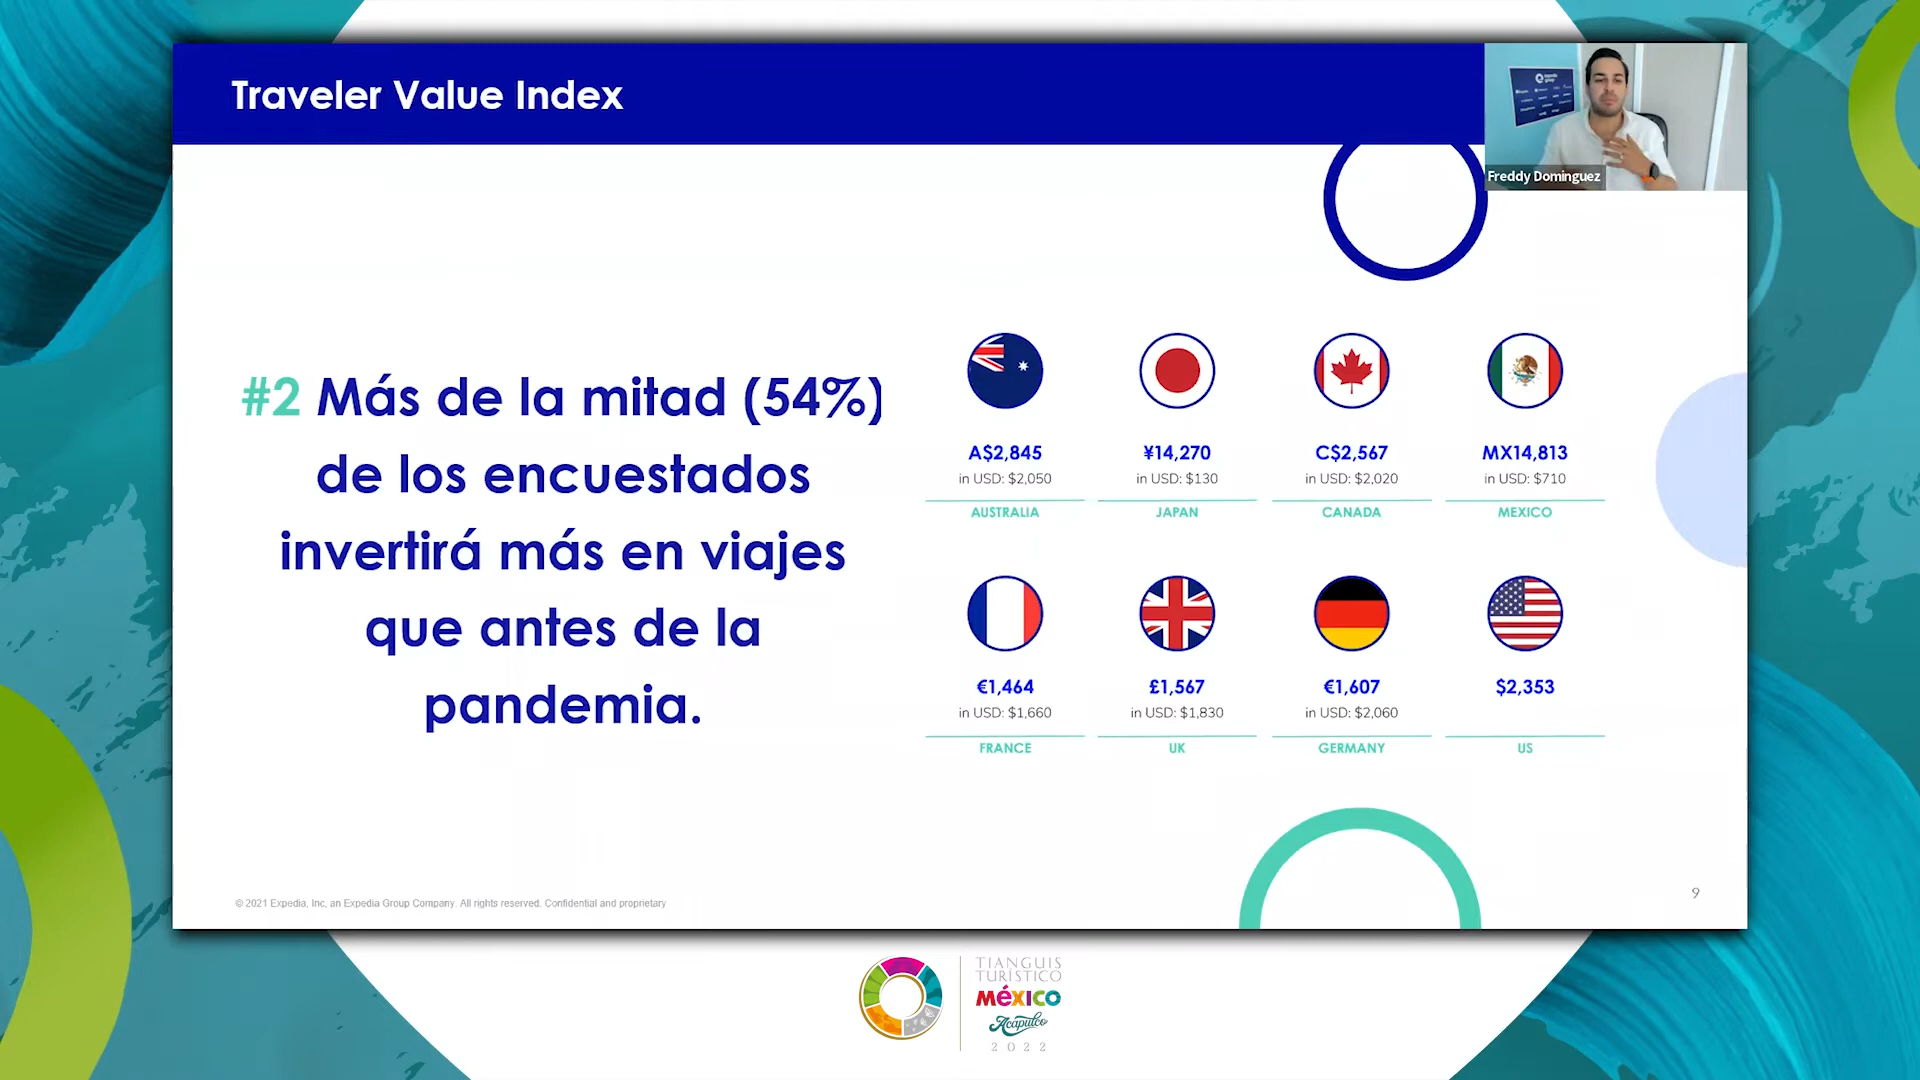 Traveler Value Index
expedia group
Freddy Dominguez
#2 Más de la mitad (54%)
de los encuestados
invertirá más en viajes
que antes de la
pandemia.
A$2,845
in USD: $2,050
AUSTRALIA
¥14,270
in USD: $130
JAPAN
C$2,567
in USD: $2,020
CANADA
MX14,813
in USD: $710
MEXICO
€1,464
in USD: $1,660
FRANCE
£1,567
in USD: $1,830
UK
€1,607
in USD: $2,060
GERMANY
$2,353
US
© 2021 Expedia, Inc, an Expedia Group Company. All rights reserved. Confidential and proprietary
9
TIANGUIS
TURÍSTICO
MÉXICO
Acapulco
2022